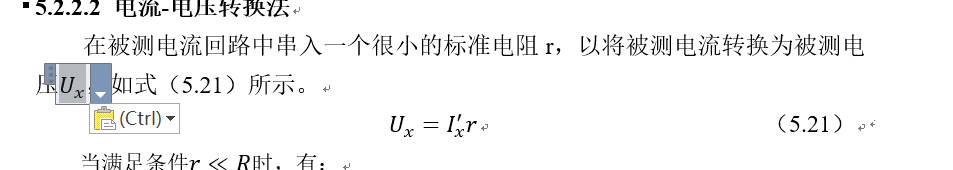 5.2.2.2 电流-电压转换法
在被测电流回路中串入一个很小的标准电阻 r，以将被测电流转换为被测电
压Uₓ，如式（5.21）所示。
(Ctrl)
Uₓ = I′ₓr （5.21）
当满足条件r ≪ R时，有：